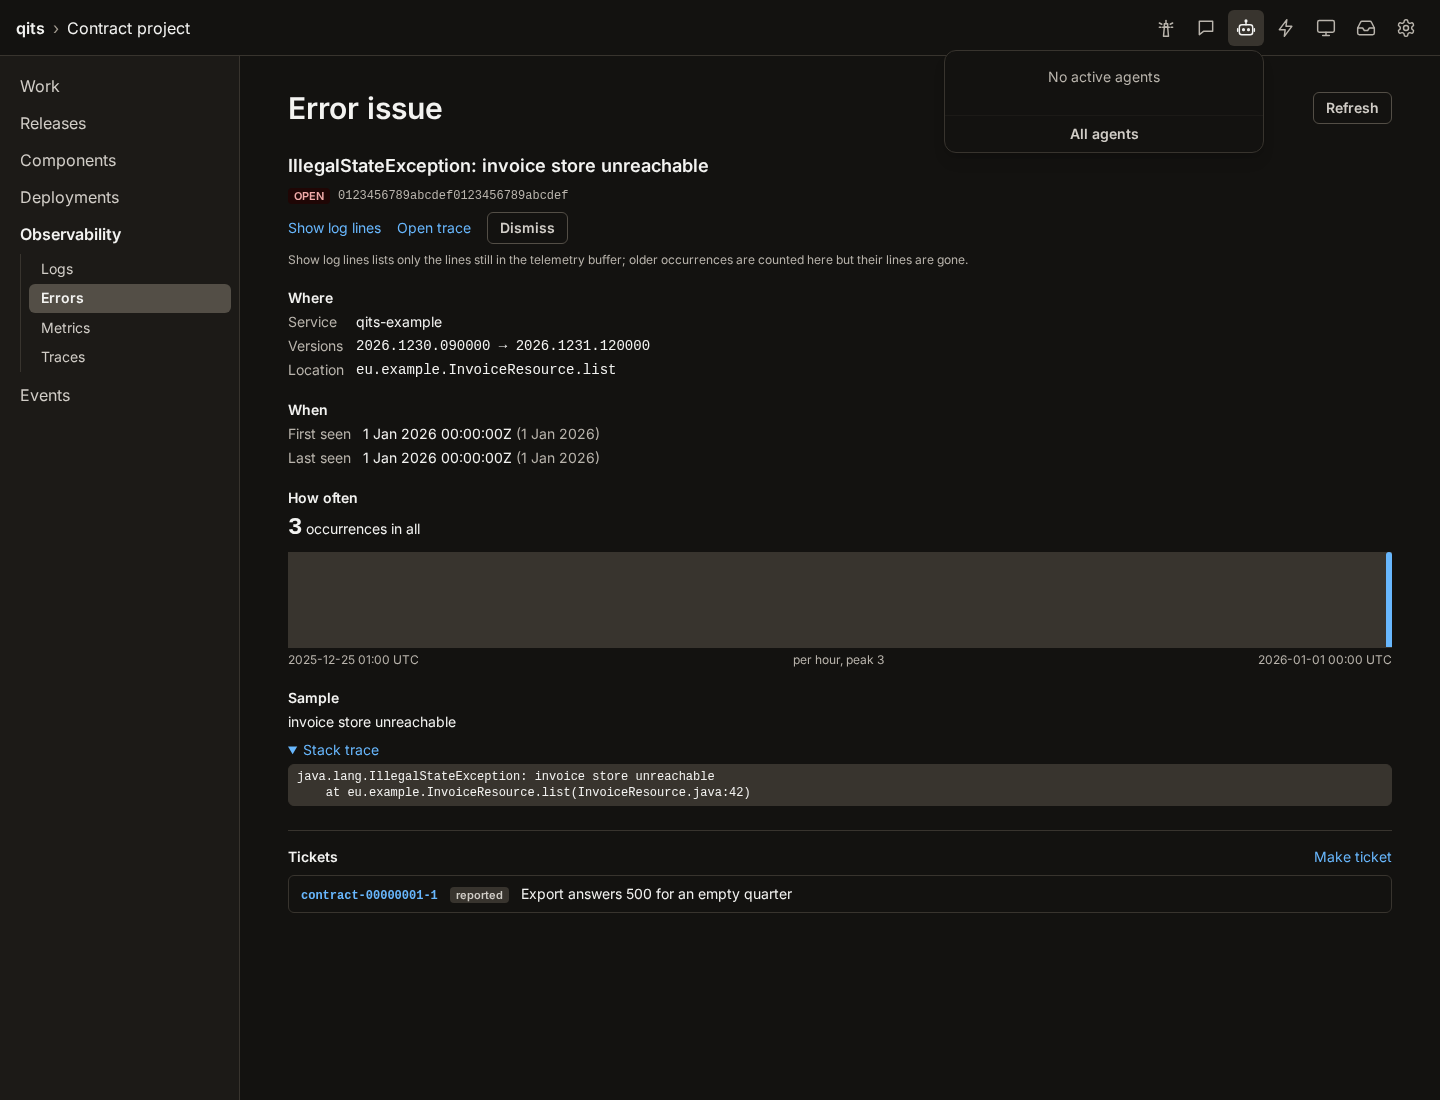 qits › Contract project
No active agents
All agents
Work
Releases
Components
Deployments
Observability
Logs
Errors
Metrics
Traces
Events
Error issue
Refresh
IllegalStateException: invoice store unreachable
OPEN 0123456789abcdef0123456789abcdef
Show log lines Open trace Dismiss
Show log lines lists only the lines still in the telemetry buffer; older occurrences are counted here but their lines are gone.
Where
Service qits-example
Versions 2026.1230.090000 → 2026.1231.120000
Location eu.example.InvoiceResource.list
When
First seen 1 Jan 2026 00:00:00Z (1 Jan 2026)
Last seen 1 Jan 2026 00:00:00Z (1 Jan 2026)
How often
3 occurrences in all
2025-12-25 01:00 UTC per hour, peak 3 2026-01-01 00:00 UTC
Sample
invoice store unreachable
▼ Stack trace
java.lang.IllegalStateException: invoice store unreachable
    at eu.example.InvoiceResource.list(InvoiceResource.java:42)
Tickets Make ticket
contract-00000001-1 reported Export answers 500 for an empty quarter